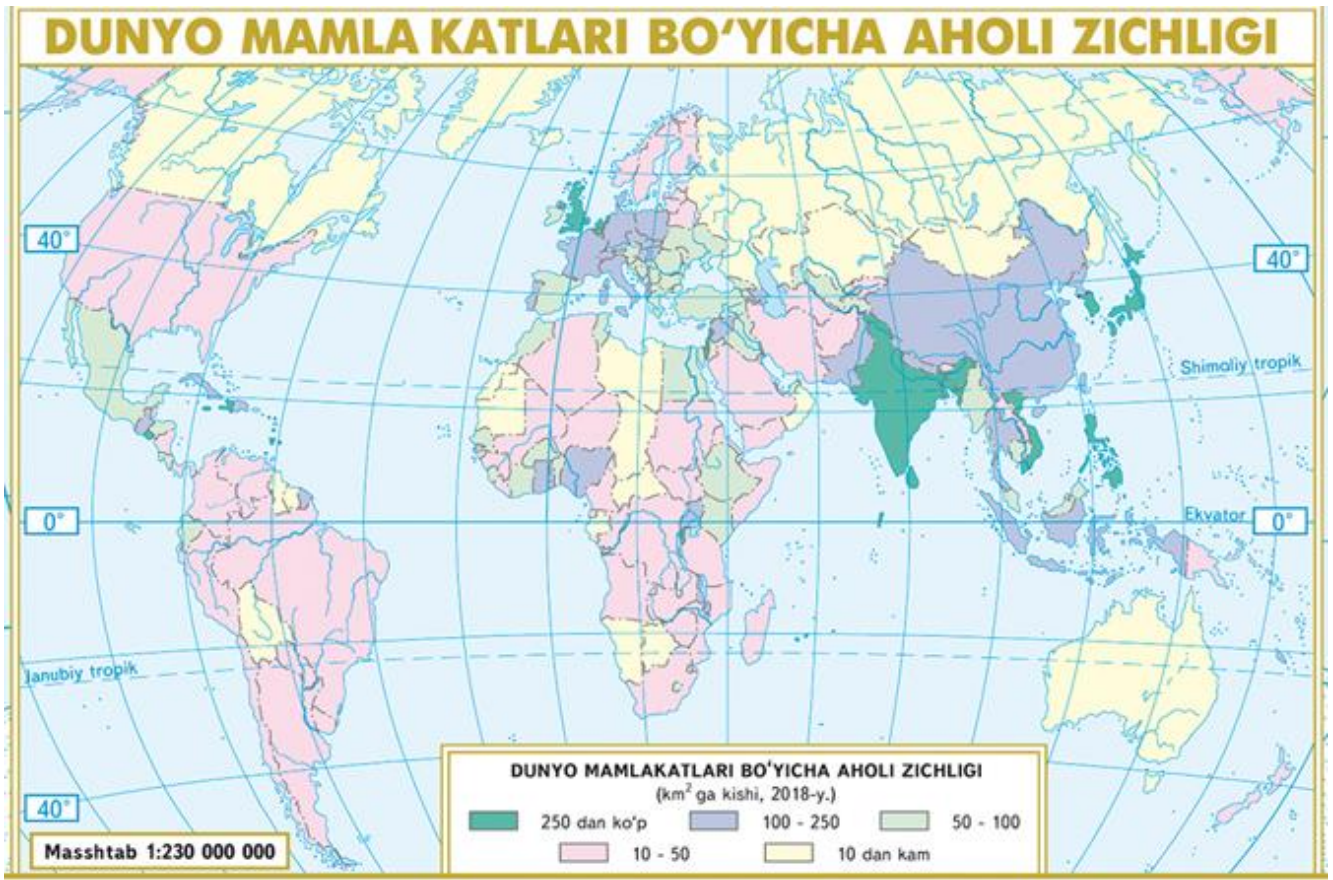 DUNYO MAMLA KATLARI BO‘YICHA AHOLI ZICHLIGI
40°
40°
Shimoliy tropik
0°
Ekvator
0°
Janubiy tropik
40°
Masshtab 1:230 000 000
DUNYO MAMLAKATLARI BO‘YICHA AHOLI ZICHLIGI
(km² ga kishi, 2018-y.)
250 dan ko‘p 100 - 250 50 - 100
10 - 50 10 dan kam